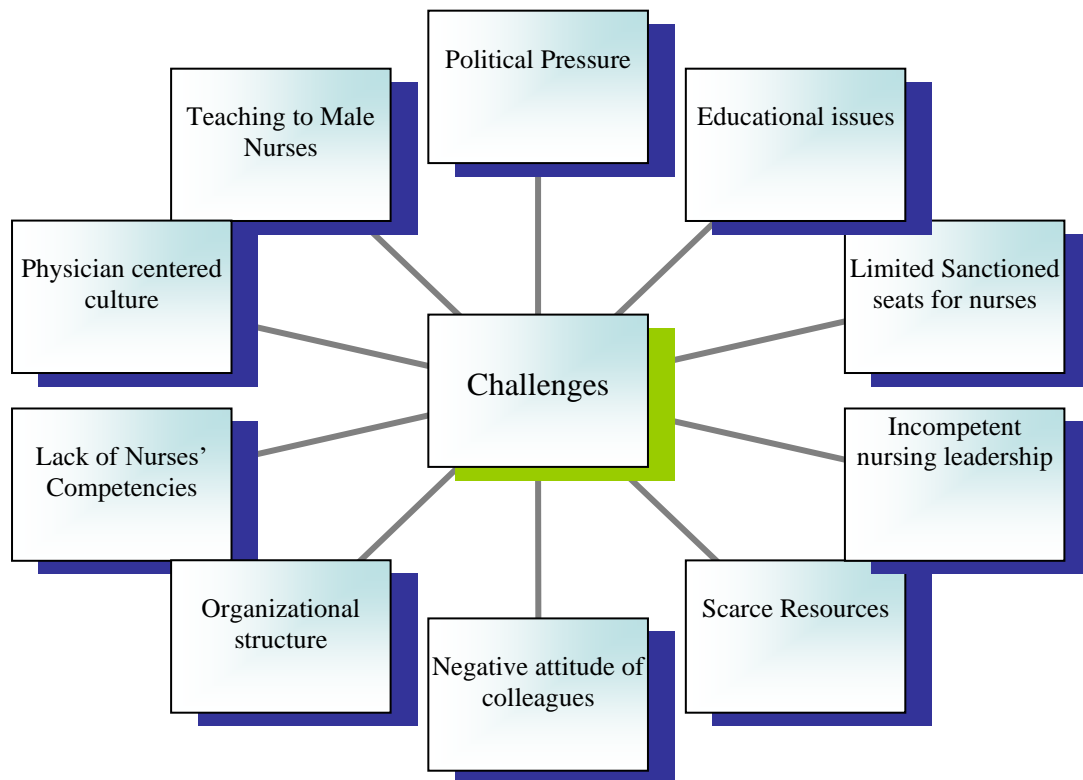 Political Pressure
Educational issues
Limited Sanctioned
seats for nurses
Incompetent
nursing leadership
Scarce Resources
Negative attitude of
colleagues
Organizational
structure
Lack of Nurses’
Competencies
Physician centered
culture
Teaching to Male
Nurses
Challenges